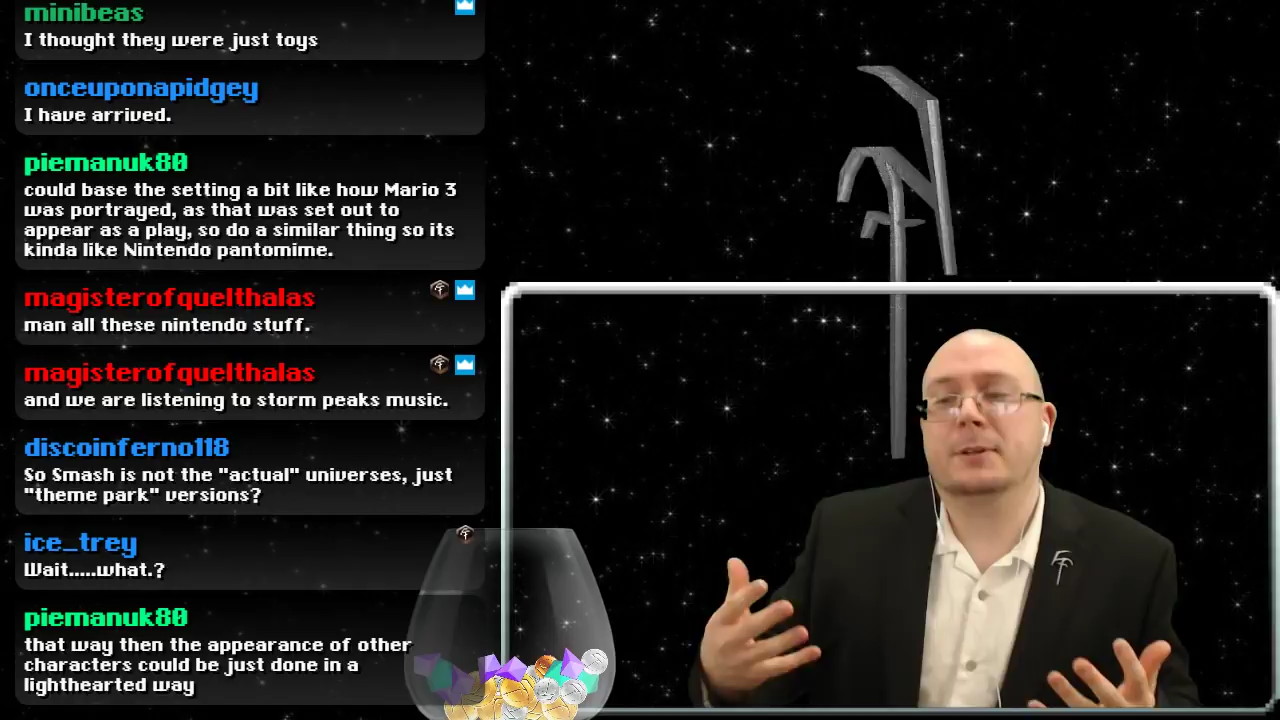 minibeas
I thought they were just toys
onceuponapidgey
I have arrived.
piemanuk80
could base the setting a bit like how Mario 3
was portrayed, as that was set out to
appear as a play, so do a similar thing so its
kinda like Nintendo pantomime.
magisterofquelthalas
man all these nintendo stuff.
magisterofquelthalas
and we are listening to storm peaks music.
discoinferno118
So Smash is not the "actual" universes, just
"theme park" versions?
ice_trey
Wait.....what.?
piemanuk80
that way then the appearance of other
characters could be just done in a
lighthearted way